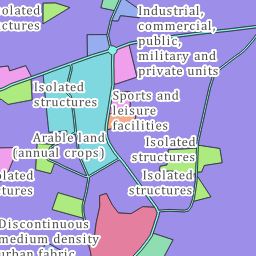 Isolated
structures
Industrial,
commercial,
public,
military and
private units
Isolated
structures
Sports and
leisure
facilities
Arable land
(annual crops)
Isolated
structures
Isolated
structures
Isolated
Discontinuous
medium density
urban fabric